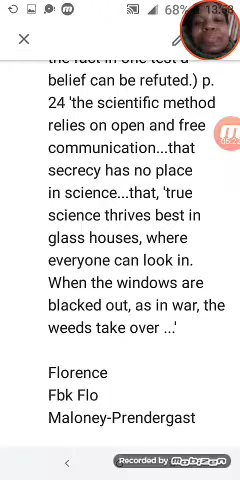 68% 13:58
the fact in one test a
belief can be refuted.) p.
24 'the scientific method
relies on open and free
communication...that
secrecy has no place
in science...that, 'true
science thrives best in
glass houses, where
everyone can look in.
When the windows are
blacked out, as in war, the
weeds take over ...'
Florence
Fbk Flo
Maloney-Prendergast
Recorded by mobizen